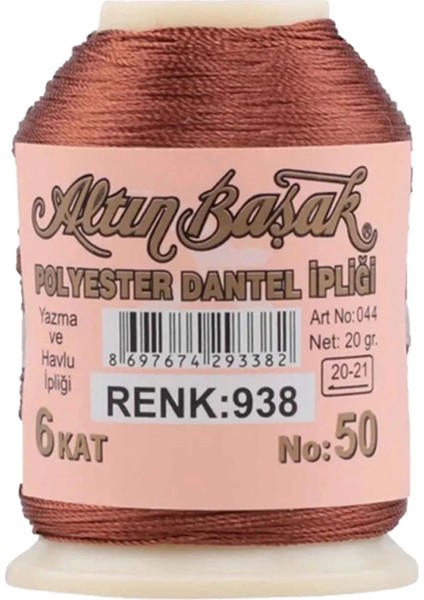 Altın Başak®
POLYESTER DANTEL İPLİĞİ
Yazma
ve
Havlu
İpliği
8 697674 293382
Art No:044
Net: 20 gr.
20-21
RENK:938
6 KAT
No:50